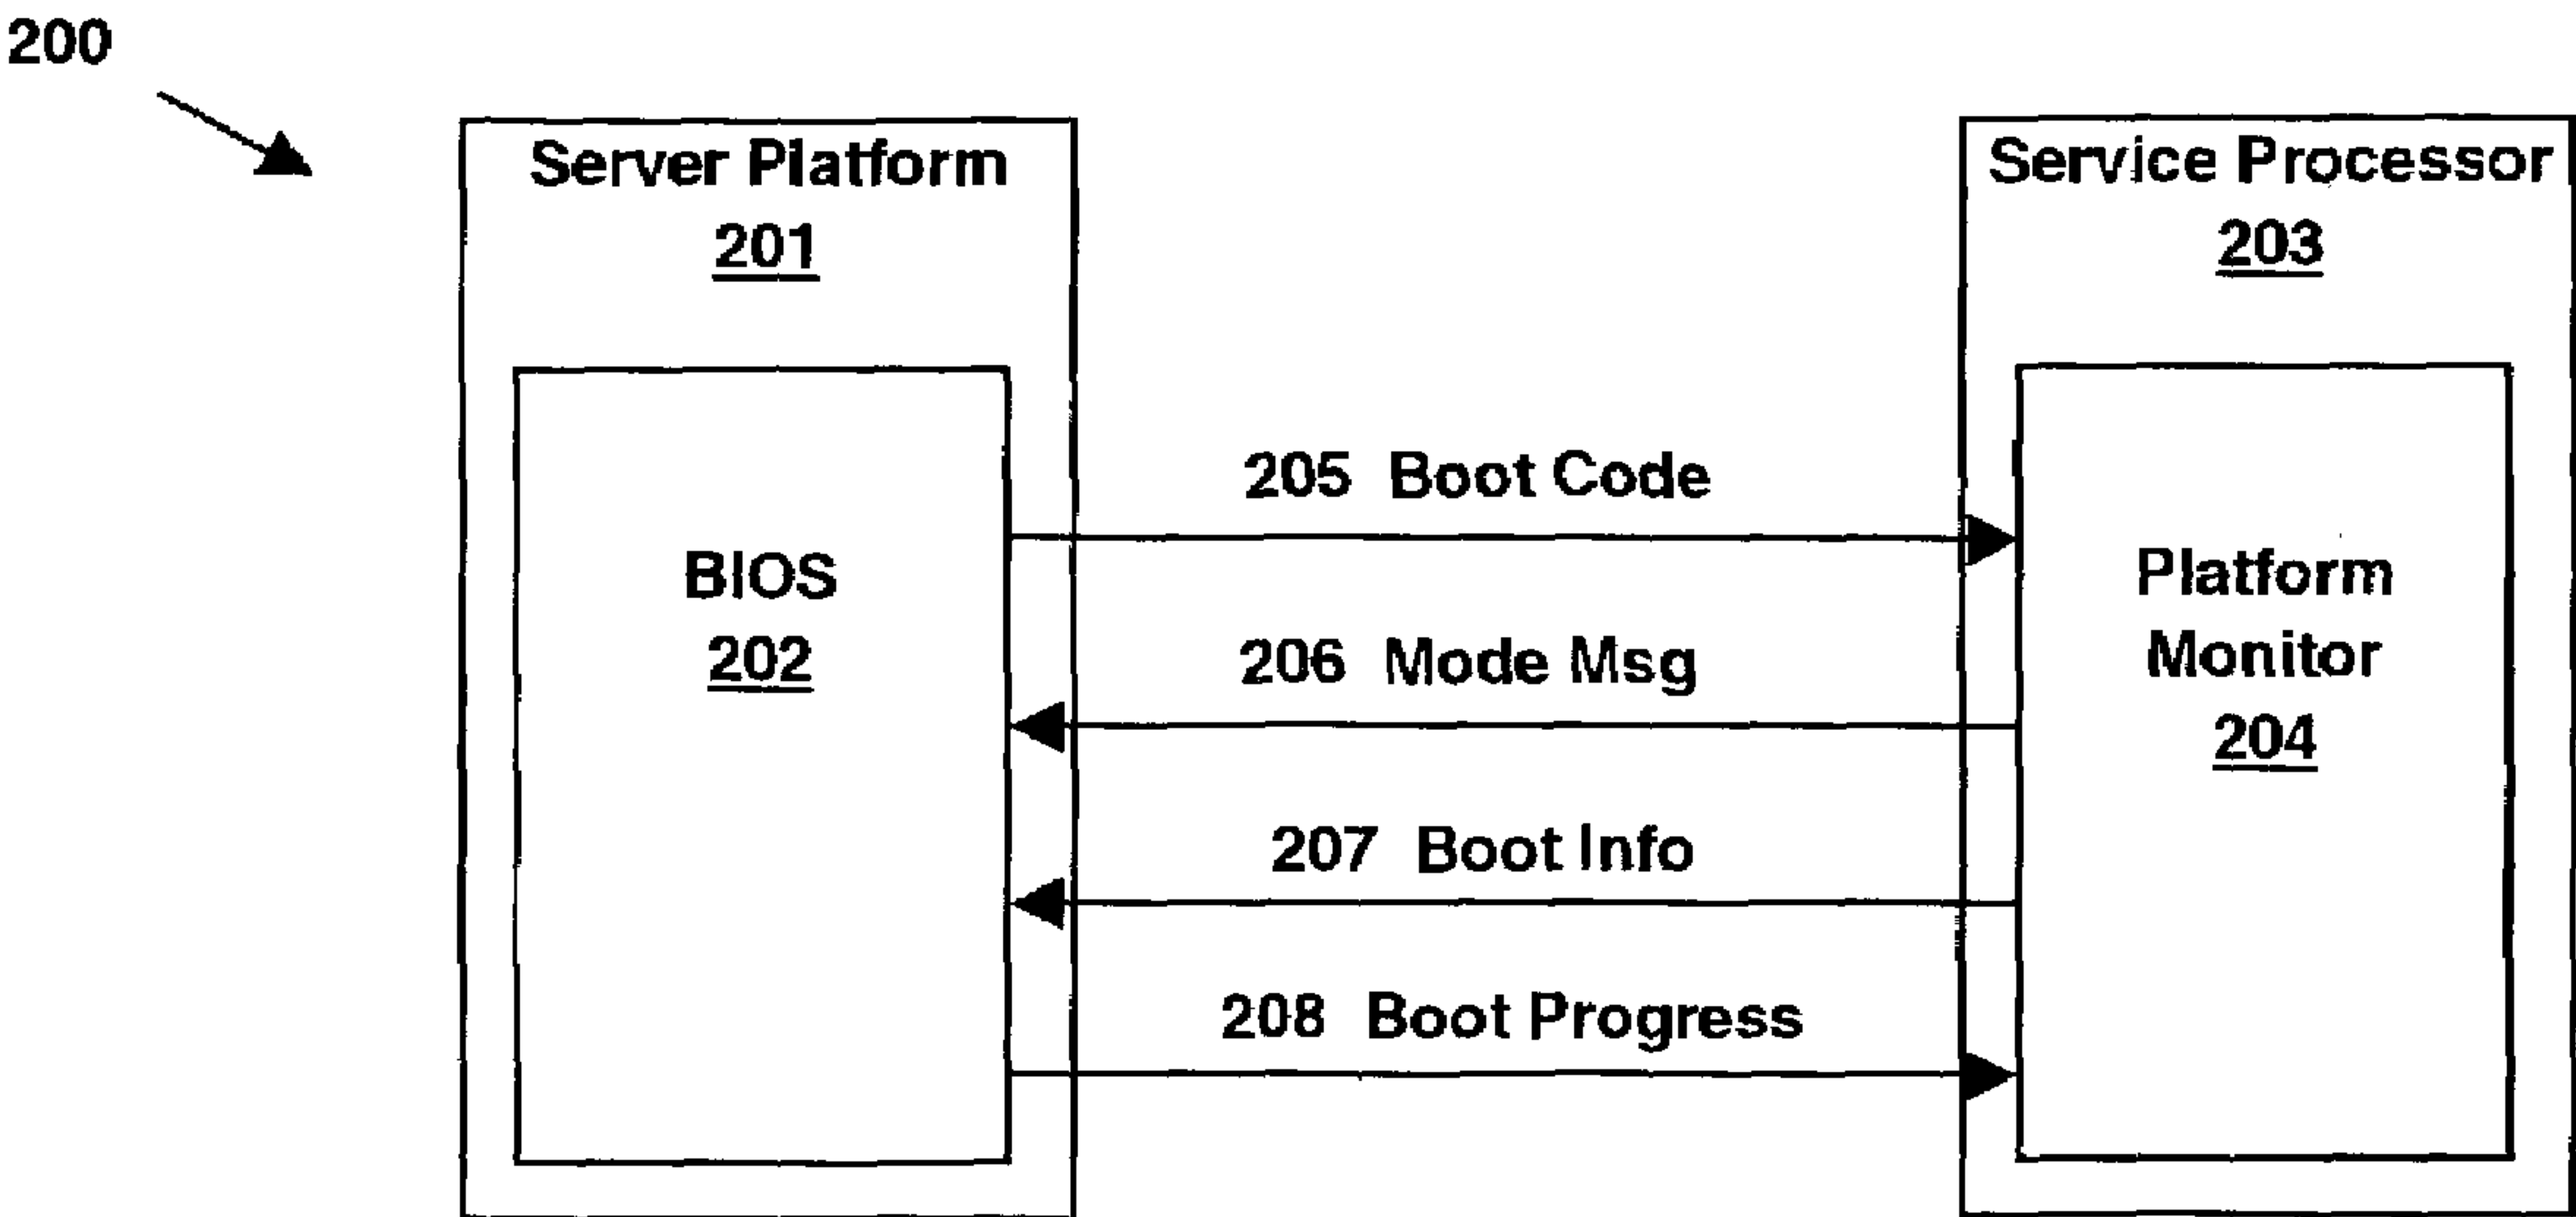 200
Server Platform
201
Service Processor
203
BIOS
202
Platform
Monitor
204
205 Boot Code
206 Mode Msg
207 Boot Info
208 Boot Progress